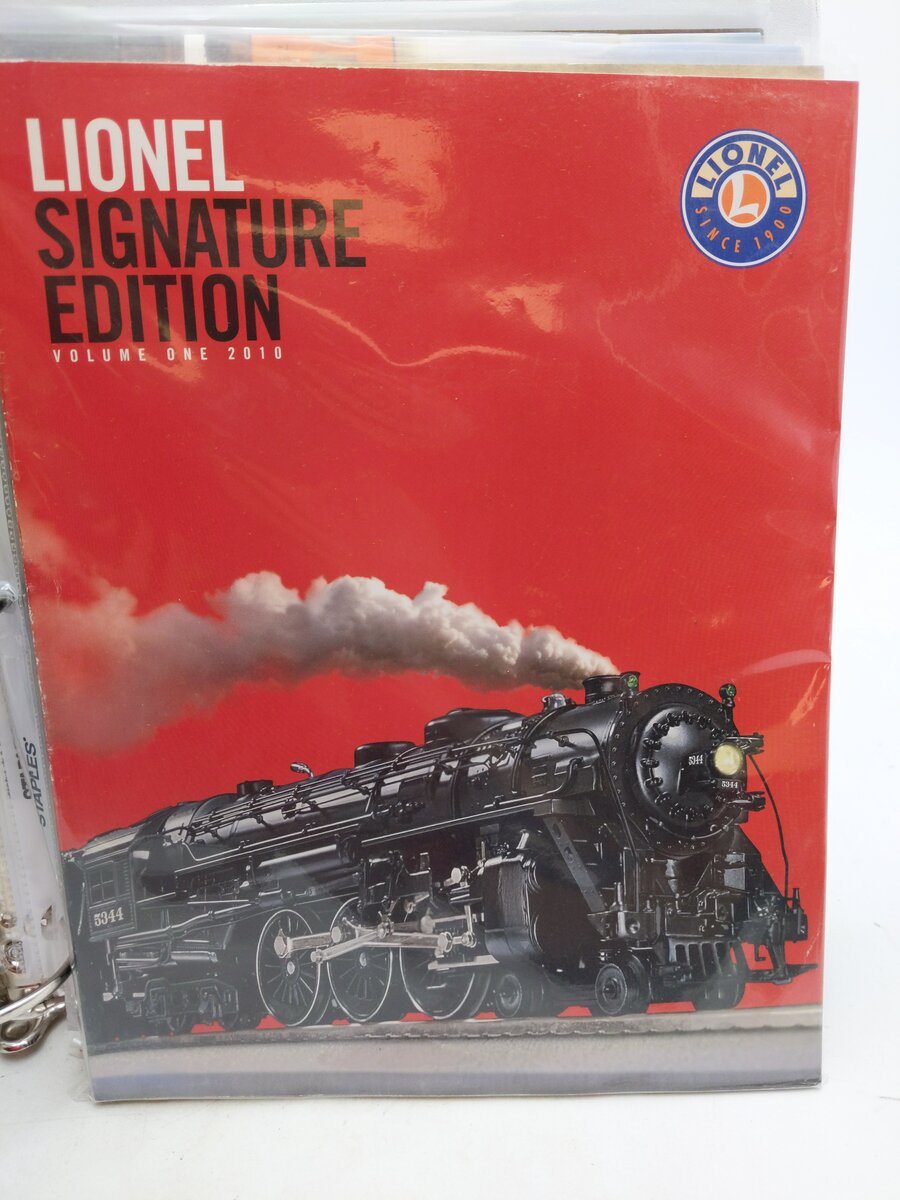 LIONEL
SIGNATURE
EDITION
VOLUME ONE 2010
LIONEL
L
SINCE 1900
5344
5344
5344
STAPLES